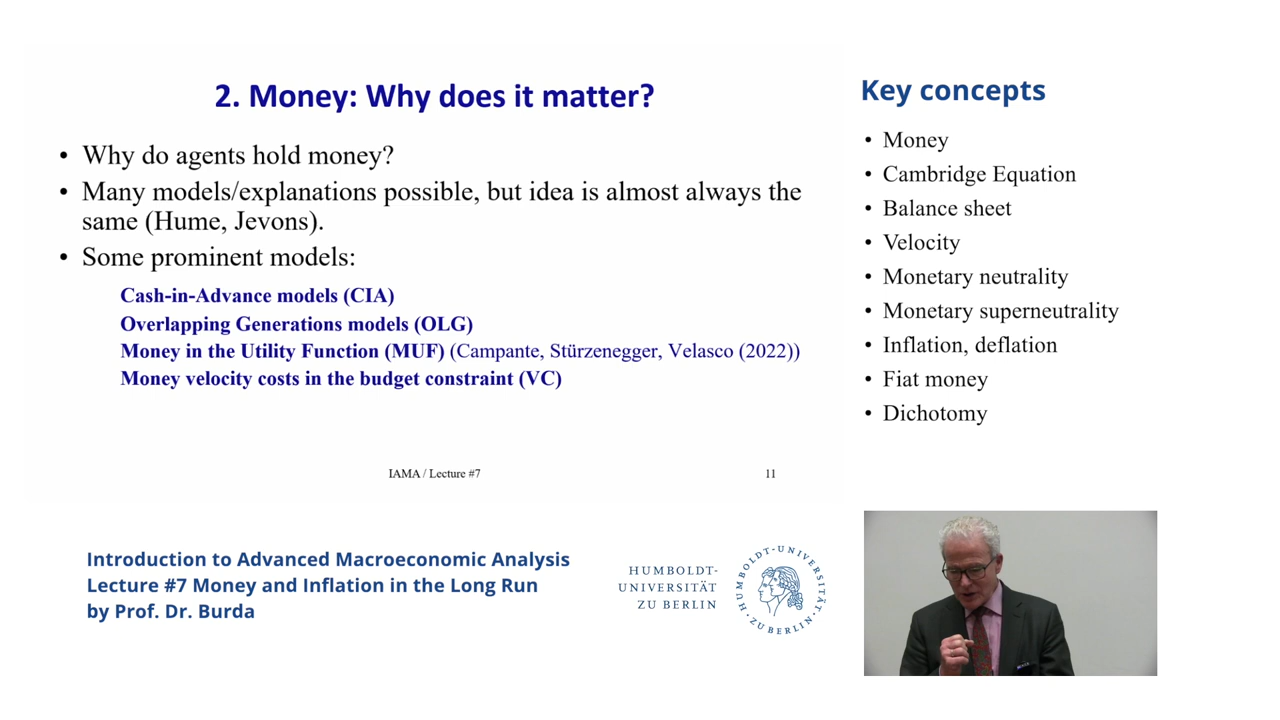 2. Money: Why does it matter?
• Why do agents hold money?
• Many models/explanations possible, but idea is almost always the
same (Hume, Jevons).
• Some prominent models:
Cash-in-Advance models (CIA)
Overlapping Generations models (OLG)
Money in the Utility Function (MUF) (Campante, Stürzenegger, Velasco (2022))
Money velocity costs in the budget constraint (VC)
IAMA / Lecture #7
11
Key concepts
• Money
• Cambridge Equation
• Balance sheet
• Velocity
• Monetary neutrality
• Monetary superneutrality
• Inflation, deflation
• Fiat money
• Dichotomy
Introduction to Advanced Macroeconomic Analysis
Lecture #7 Money and Inflation in the Long Run
by Prof. Dr. Burda
HUMBOLDT-
UNIVERSITÄT
ZU BERLIN
HUMBOLDT-UNIVERSITÄT
· ZU BERLIN ·